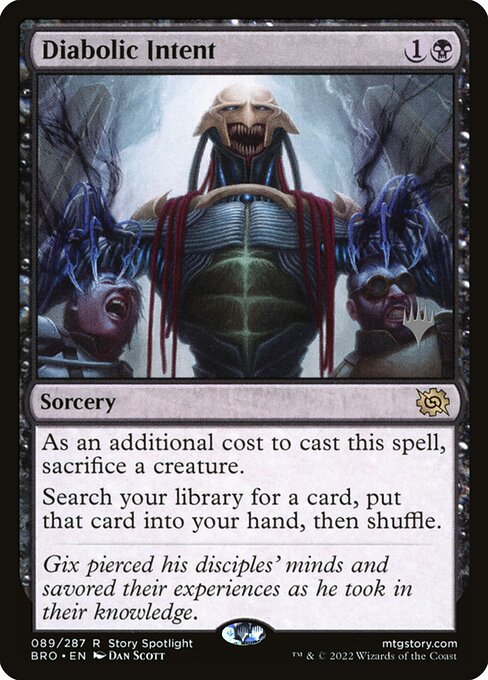 Diabolic Intent 1
Sorcery
As an additional cost to cast this spell,
sacrifice a creature.
Search your library for a card, put
that card into your hand, then shuffle.
Gix pierced his disciples’ minds and
savored their experiences as he took in
their knowledge.
089/287 R Story Spotlight mtgstory.com
BRO • EN Dan Scott ™ & © 2022 Wizards of the Coast